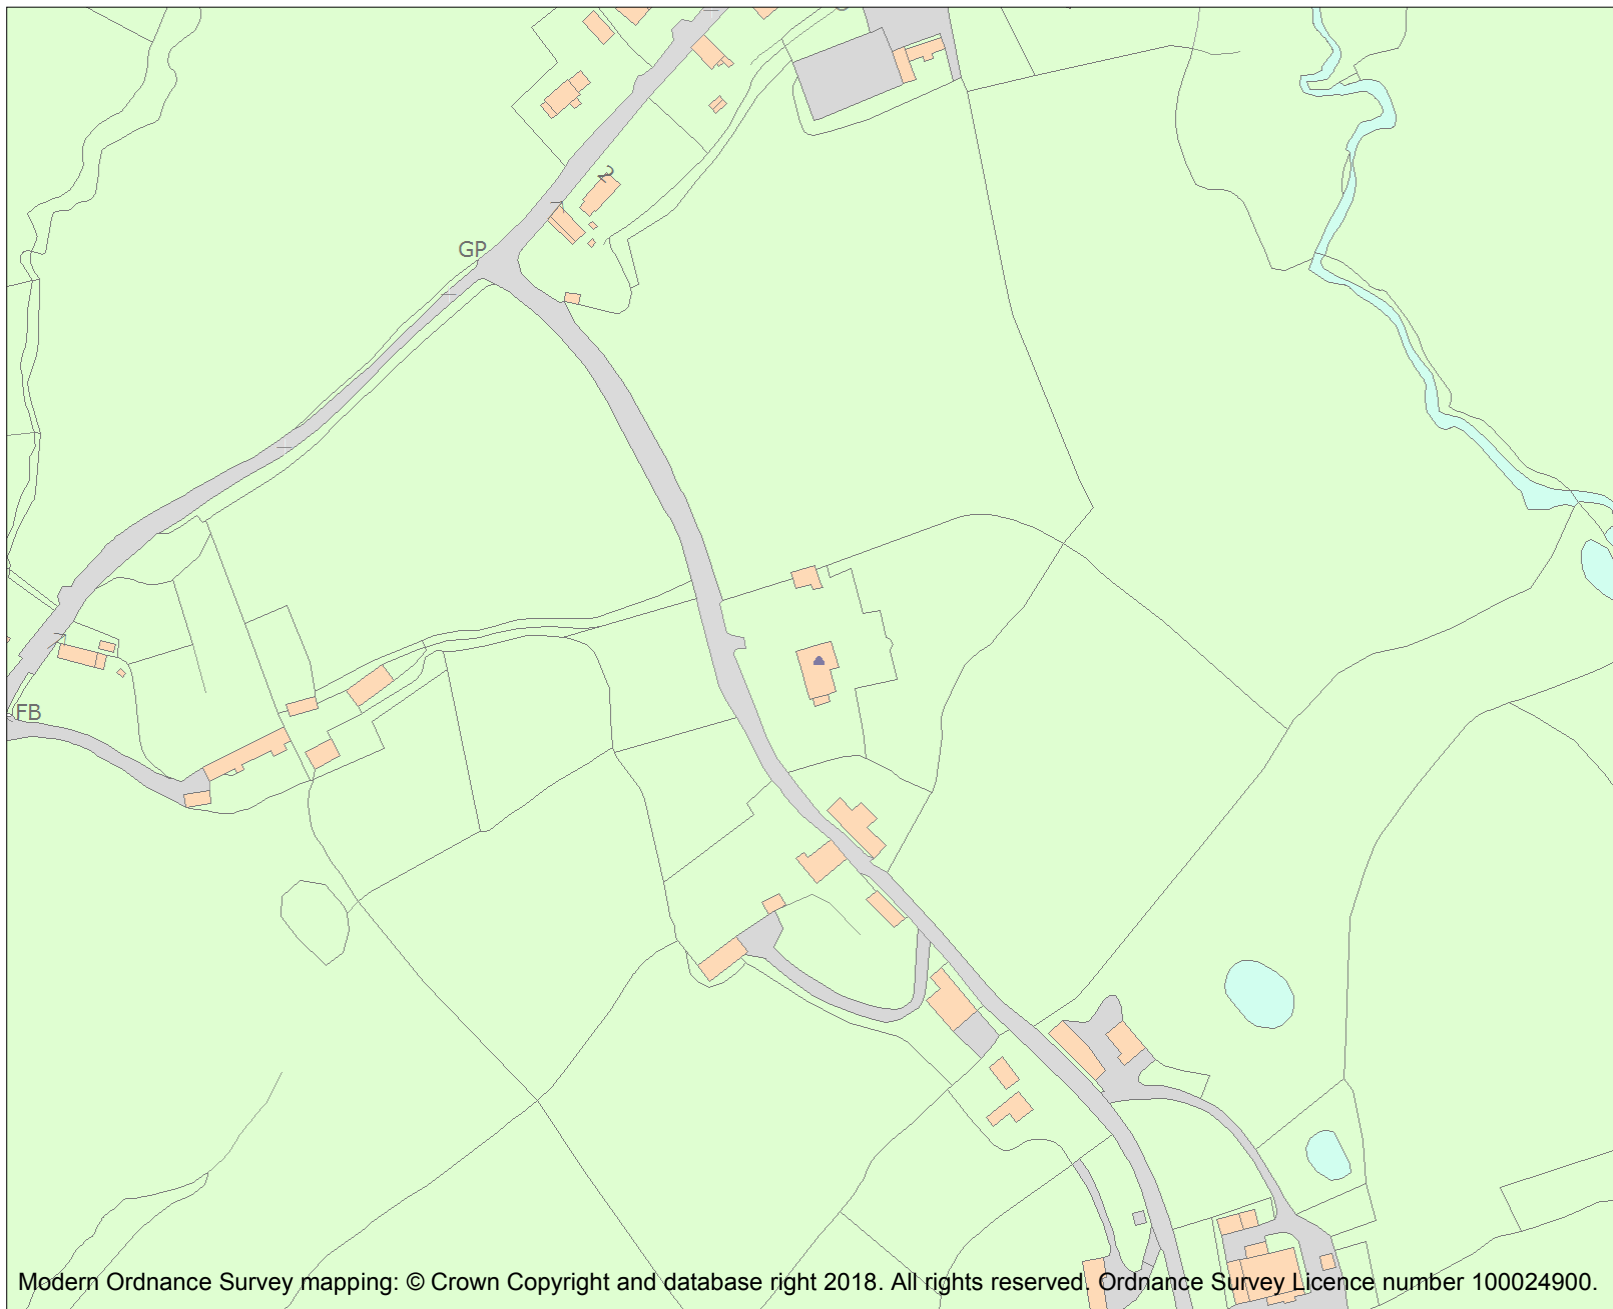 2
GP
FB
Modern Ordnance Survey mapping: © Crown Copyright and database right 2018. All rights reserved. Ordnance Survey Licence number 100024900.